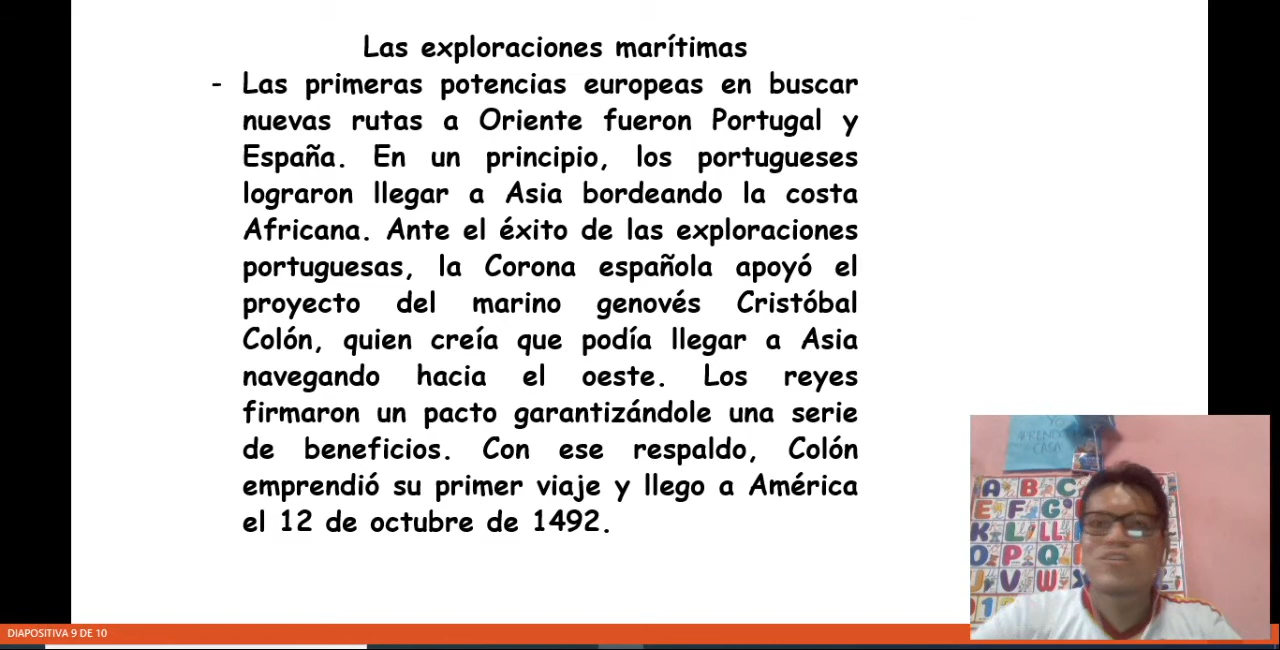 Las exploraciones marítimas
- Las primeras potencias europeas en buscar
nuevas rutas a Oriente fueron Portugal y
España. En un principio, los portugueses
lograron llegar a Asia bordeando la costa
Africana. Ante el éxito de las exploraciones
portuguesas, la Corona española apoyó el
proyecto del marino genovés Cristóbal
Colón, quien creía que podía llegar a Asia
navegando hacia el oeste. Los reyes
firmaron un pacto garantizándole una serie
de beneficios. Con ese respaldo, Colón
emprendió su primer viaje y llego a América
el 12 de octubre de 1492.
YO
CASA
A B C
E F G
K L LL
O P Q
U V W
DIAPOSITIVA 9 DE 10